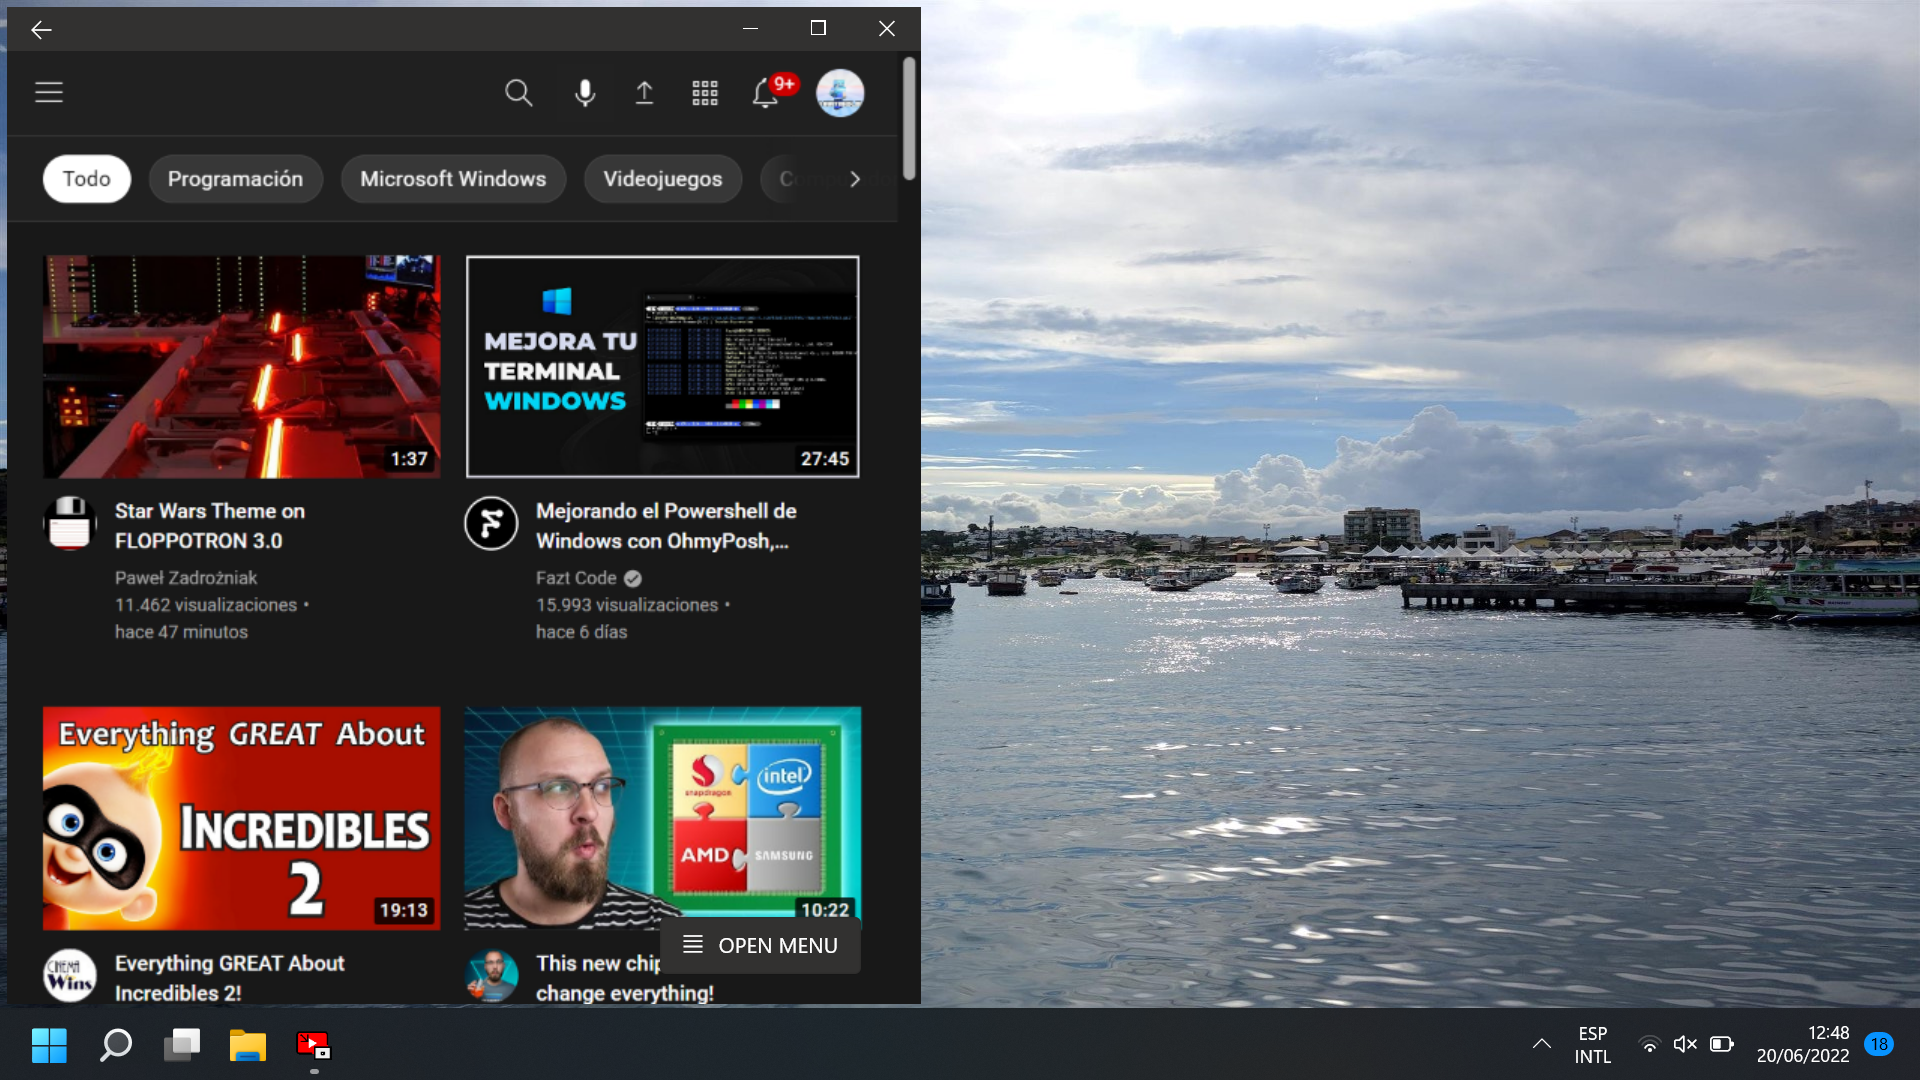 9+
Todo
Programación
Microsoft Windows
Videojuegos
MEJORA TU
TERMINAL
WINDOWS
1:37
27:45
Star Wars Theme on
FLOPPOTRON 3.0
Paweł Zadrożniak
11.462 visualizaciones •
hace 47 minutos
Mejorando el Powershell de
Windows con OhmyPosh,...
Fazt Code
15.993 visualizaciones •
hace 6 días
Everything GREAT About
INCREDIBLES
2
19:13
snapdragon
intel
AMD
SAMSUNG
10:22
OPEN MENU
CINEMA
Wins
Everything GREAT About
Incredibles 2!
This new chip
change everything!
ESP
INTL
12:48
20/06/2022
18